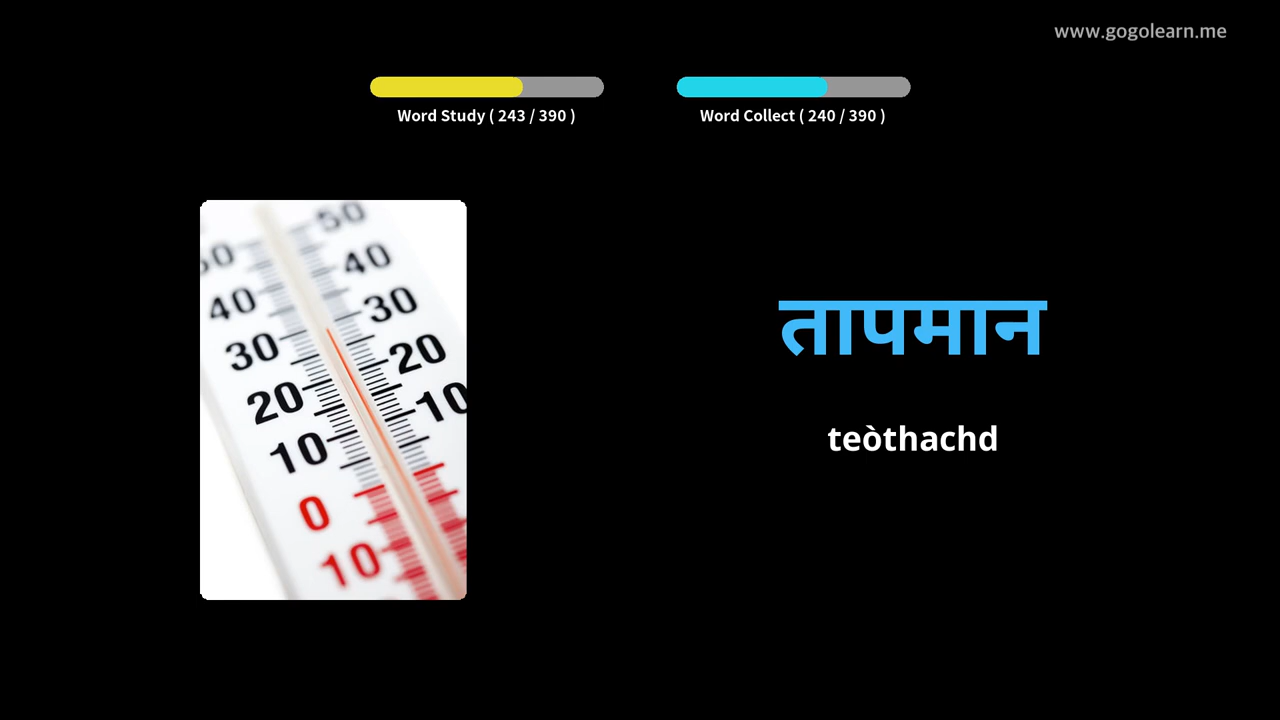 www.gogolearn.me
Word Study ( 243 / 390 )
Word Collect ( 240 / 390 )
50
50
40
40
30
30
20
20
10
10
0
10
तापमान
teòthachd